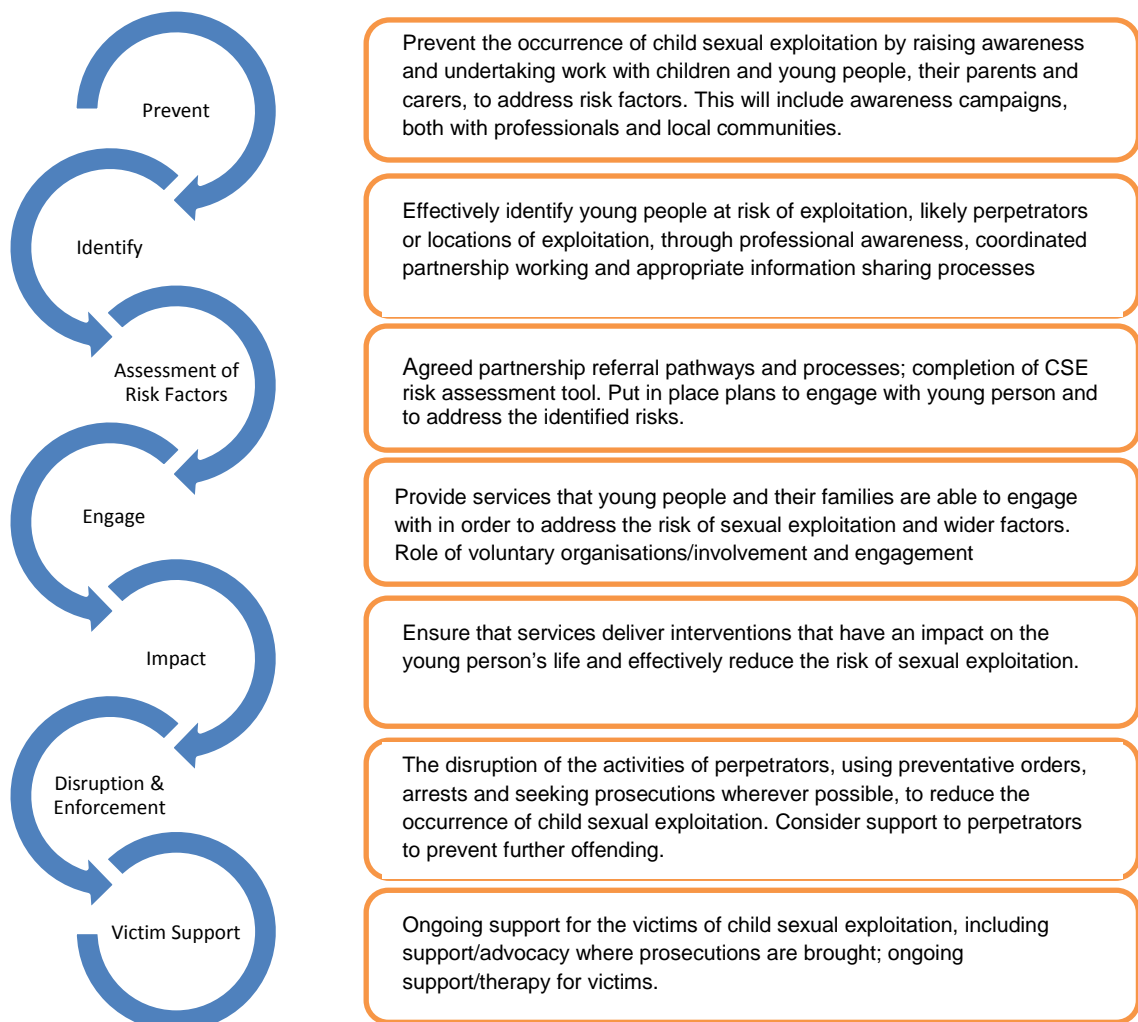 Prevent
Prevent the occurrence of child sexual exploitation by raising awareness
and undertaking work with children and young people, their parents and
carers, to address risk factors. This will include awareness campaigns,
both with professionals and local communities.
Identify
Effectively identify young people at risk of exploitation, likely perpetrators
or locations of exploitation, through professional awareness, coordinated
partnership working and appropriate information sharing processes
Assessment of
Risk Factors
Agreed partnership referral pathways and processes; completion of CSE
risk assessment tool. Put in place plans to engage with young person and
to address the identified risks.
Engage
Provide services that young people and their families are able to engage
with in order to address the risk of sexual exploitation and wider factors.
Role of voluntary organisations/involvement and engagement
Impact
Ensure that services deliver interventions that have an impact on the
young person’s life and effectively reduce the risk of sexual exploitation.
Disruption &
Enforcement
The disruption of the activities of perpetrators, using preventative orders,
arrests and seeking prosecutions wherever possible, to reduce the
occurrence of child sexual exploitation. Consider support to perpetrators
to prevent further offending.
Victim Support
Ongoing support for the victims of child sexual exploitation, including
support/advocacy where prosecutions are brought; ongoing
support/therapy for victims.